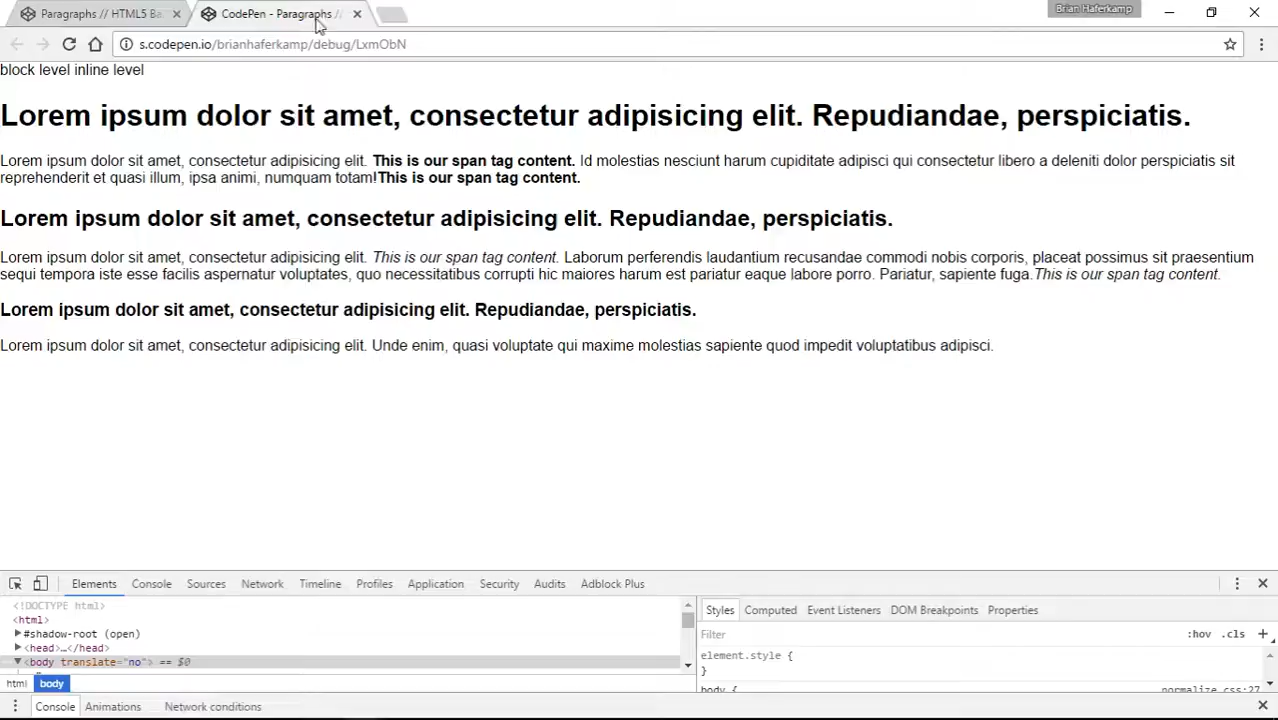 Paragraphs // HTML5 Ba
CodePen - Paragraphs //
Brian Haferkamp
s.codepen.io/brianhaferkamp/debug/LxmObN
block level inline level
Lorem ipsum dolor sit amet, consectetur adipisicing elit. Repudiandae, perspiciatis.
Lorem ipsum dolor sit amet, consectetur adipisicing elit. This is our span tag content. Id molestias nesciunt harum cupiditate adipisci qui consectetur libero a deleniti dolor perspiciatis sit
reprehenderit et quasi illum, ipsa animi, numquam totam!This is our span tag content.
Lorem ipsum dolor sit amet, consectetur adipisicing elit. Repudiandae, perspiciatis.
Lorem ipsum dolor sit amet, consectetur adipisicing elit. This is our span tag content. Laborum perferendis laudantium recusandae commodi nobis corporis, placeat possimus sit praesentium
sequi tempora iste esse facilis aspernatur voluptates, quo necessitatibus corrupti hic maiores harum est pariatur eaque labore porro. Pariatur, sapiente fuga.This is our span tag content.
Lorem ipsum dolor sit amet, consectetur adipisicing elit. Repudiandae, perspiciatis.
Lorem ipsum dolor sit amet, consectetur adipisicing elit. Unde enim, quasi voluptate qui maxime molestias sapiente quod impedit voluptatibus adipisci.
Elements Console Sources Network Timeline Profiles Application Security Audits Adblock Plus
<!DOCTYPE html>
<html>
#shadow-root (open)
<head>…</head>
<body translate="no"> == $0
html body
Styles Computed Event Listeners DOM Breakpoints Properties
Filter :hov .cls +
element.style {
}
body { normalize.css:27
Console Animations Network conditions